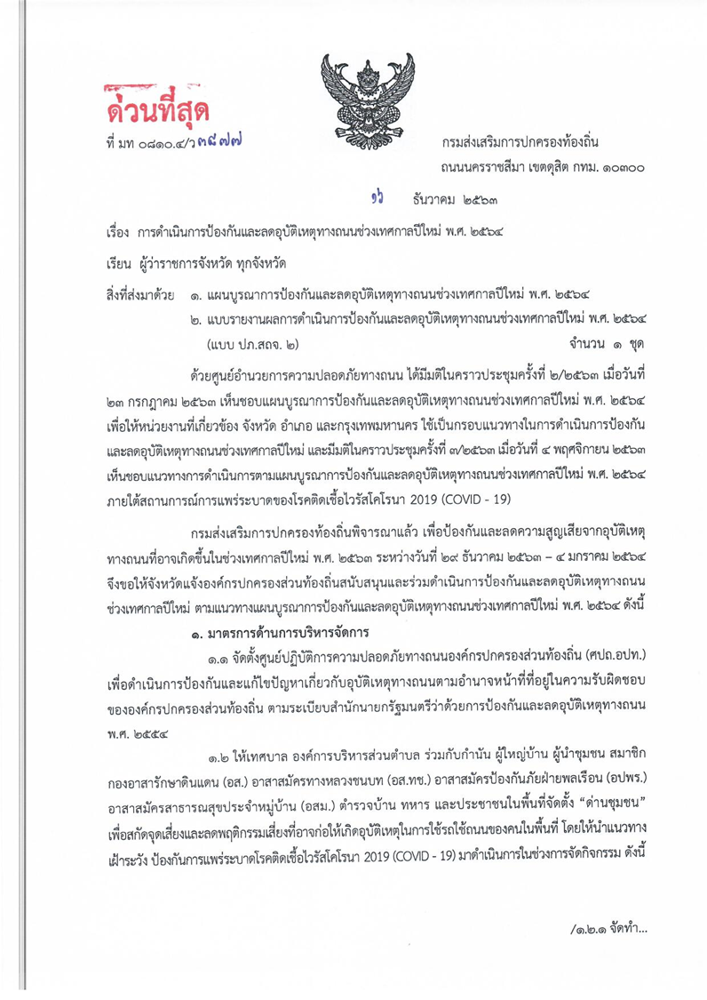 ด่วนที่สุด
ที่ มท ๐๘๑๐.๔/ว ๓๘๗๗
กรมส่งเสริมการปกครองท้องถิ่น
ถนนนครราชสีมา เขตดุสิต กทม. ๑๐๓๐๐
๑๖ ธันวาคม ๒๕๖๓
เรื่อง การดำเนินการป้องกันและลดอุบัติเหตุทางถนนช่วงเทศกาลปีใหม่ พ.ศ. ๒๕๖๔
เรียน ผู้ว่าราชการจังหวัด ทุกจังหวัด
สิ่งที่ส่งมาด้วย ๑. แผนบูรณาการป้องกันและลดอุบัติเหตุทางถนนช่วงเทศกาลปีใหม่ พ.ศ. ๒๕๖๔
๒. แบบรายงานผลการดำเนินการป้องกันและลดอุบัติเหตุทางถนนช่วงเทศกาลปีใหม่ พ.ศ. ๒๕๖๔
(แบบ ปภ.สถจ. ๒) จำนวน ๑ ชุด
ด้วยศูนย์อำนวยการความปลอดภัยทางถนน ได้มีมติในคราวประชุมครั้งที่ ๒/๒๕๖๓ เมื่อวันที่
๒๓ กรกฎาคม ๒๕๖๓ เห็นชอบแผนบูรณาการป้องกันและลดอุบัติเหตุทางถนนช่วงเทศกาลปีใหม่ พ.ศ. ๒๕๖๔
เพื่อให้หน่วยงานที่เกี่ยวข้อง จังหวัด อำเภอ และกรุงเทพมหานคร ใช้เป็นกรอบแนวทางในการดำเนินการป้องกัน
และลดอุบัติเหตุทางถนนช่วงเทศกาลปีใหม่ และมีมติในคราวประชุมครั้งที่ ๓/๒๕๖๓ เมื่อวันที่ ๔ พฤศจิกายน ๒๕๖๓
เห็นชอบแนวทางการดำเนินการตามแผนบูรณาการป้องกันและลดอุบัติเหตุทางถนนช่วงเทศกาลปีใหม่ พ.ศ. ๒๕๖๔
ภายใต้สถานการณ์การแพร่ระบาดของโรคติดเชื้อไวรัสโคโรนา 2019 (COVID - 19)
กรมส่งเสริมการปกครองท้องถิ่นพิจารณาแล้ว เพื่อป้องกันและลดความสูญเสียจากอุบัติเหตุ
ทางถนนที่อาจเกิดขึ้นในช่วงเทศกาลปีใหม่ พ.ศ. ๒๕๖๓ ระหว่างวันที่ ๒๙ ธันวาคม ๒๕๖๓ – ๔ มกราคม ๒๕๖๔
จึงขอให้จังหวัดแจ้งองค์กรปกครองส่วนท้องถิ่นสนับสนุนและร่วมดำเนินการป้องกันและลดอุบัติเหตุทางถนน
ช่วงเทศกาลปีใหม่ ตามแนวทางแผนบูรณาการป้องกันและลดอุบัติเหตุทางถนนช่วงเทศกาลปีใหม่ พ.ศ. ๒๕๖๔ ดังนี้
๑. มาตรการด้านการบริหารจัดการ
๑.๑ จัดตั้งศูนย์ปฏิบัติการความปลอดภัยทางถนนองค์กรปกครองส่วนท้องถิ่น (ศปถ.อปท.)
เพื่อดำเนินการป้องกันและแก้ไขปัญหาเกี่ยวกับอุบัติเหตุทางถนนตามอำนาจหน้าที่ที่อยู่ในความรับผิดชอบ
ขององค์กรปกครองส่วนท้องถิ่น ตามระเบียบสำนักนายกรัฐมนตรีว่าด้วยการป้องกันและลดอุบัติเหตุทางถนน
พ.ศ. ๒๕๕๔
๑.๒ ให้เทศบาล องค์การบริหารส่วนตำบล ร่วมกับกำนัน ผู้ใหญ่บ้าน ผู้นำชุมชน สมาชิก
กองอาสารักษาดินแดน (อส.) อาสาสมัครทางหลวงชนบท (อส.ทช.) อาสาสมัครป้องกันภัยฝ่ายพลเรือน (อปพร.)
อาสาสมัครสาธารณสุขประจำหมู่บ้าน (อสม.) ตำรวจบ้าน ทหาร และประชาชนในพื้นที่จัดตั้ง “ด่านชุมชน”
เพื่อสกัดจุดเสี่ยงและลดพฤติกรรมเสี่ยงที่อาจก่อให้เกิดอุบัติเหตุในการใช้รถใช้ถนนของคนในพื้นที่ โดยให้นำแนวทาง
เฝ้าระวัง ป้องกันการแพร่ระบาดโรคติดเชื้อไวรัสโคโรนา 2019 (COVID - 19) มาดำเนินการในช่วงการจัดกิจกรรม ดังนี้
/๑.๒.๑ จัดทำ...